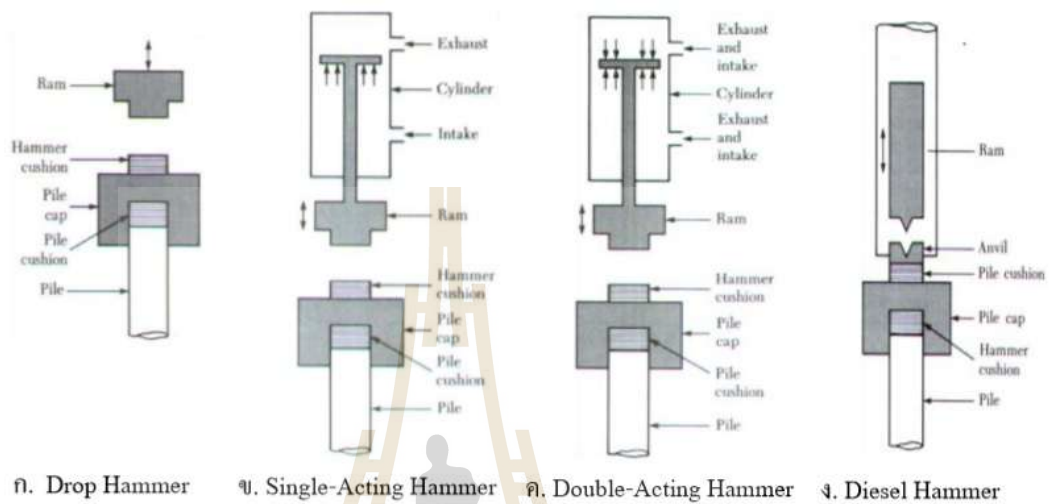 Ram
Hammer
cushion
Pile
cap
Pile
cushion
Pile
ก. Drop Hammer
Exhaust
Cylinder
Intake
Ram
Hammer
cushion
Pile
cap
Pile
cushion
Pile
ข. Single-Acting Hammer
Exhaust
and
intake
Cylinder
Exhaust
and
intake
Ram
Hammer
cushion
Pile
cap
Pile
cushion
Pile
ค. Double-Acting Hammer
Ram
Anvil
Pile cushion
Pile cap
Hammer
cushion
Pile
ง. Diesel Hammer